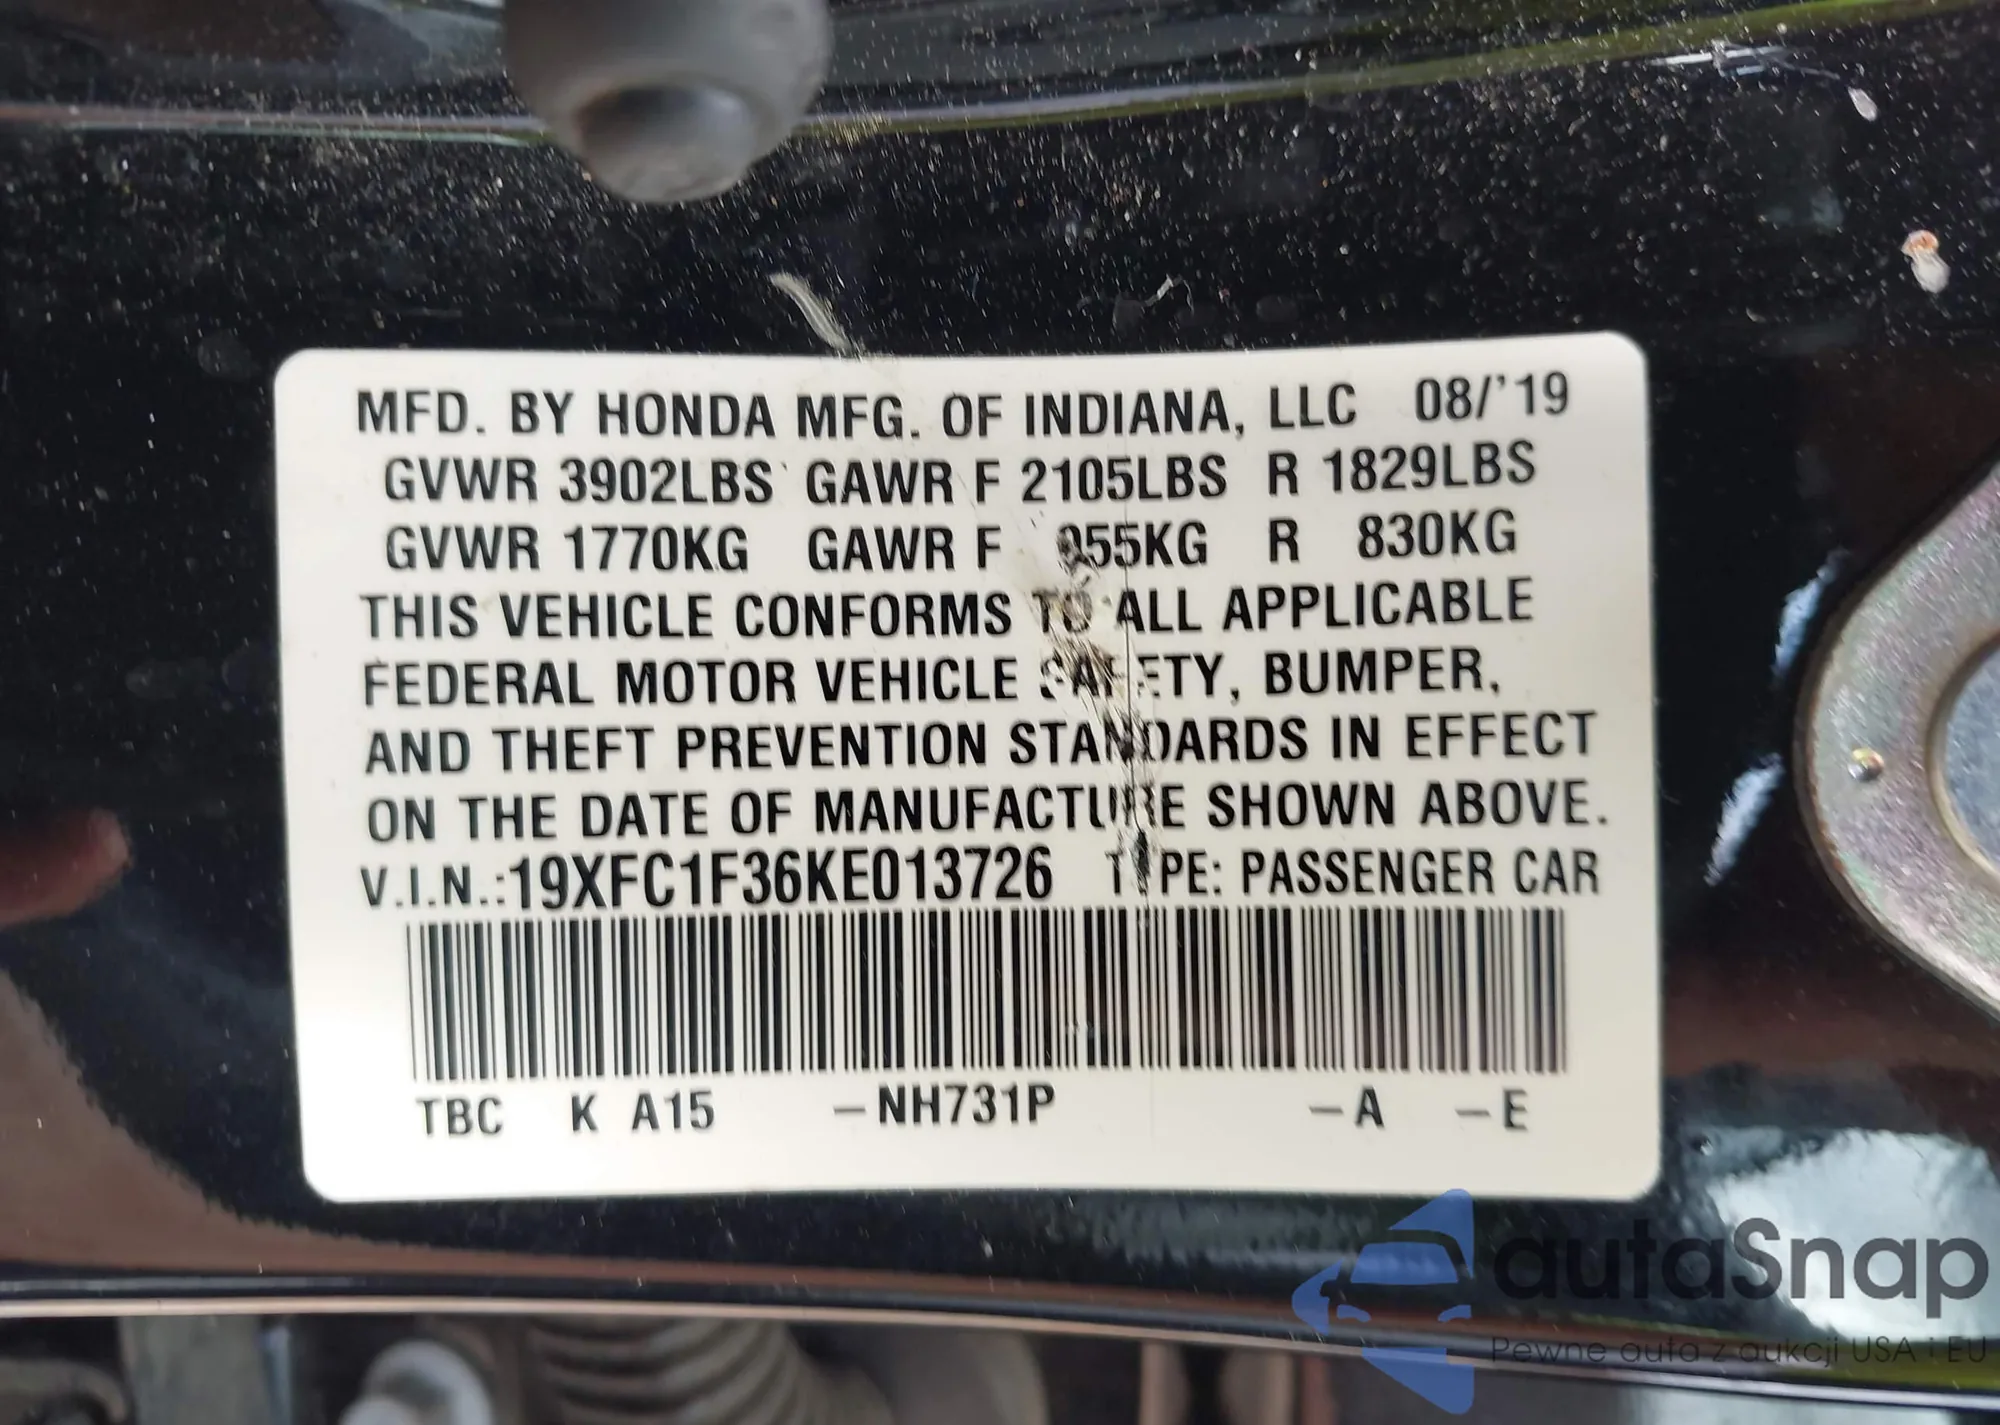 MFD. BY HONDA MFG. OF INDIANA, LLC 08/'19
GVWR 3902LBS GAWR F 2105LBS R 1829LBS
GVWR 1770KG GAWR F 955KG R 830KG
THIS VEHICLE CONFORMS TO ALL APPLICABLE
FEDERAL MOTOR VEHICLE SAFETY, BUMPER,
AND THEFT PREVENTION STANDARDS IN EFFECT
ON THE DATE OF MANUFACTURE SHOWN ABOVE.
V.I.N.:19XFC1F36KE013726 TYPE: PASSENGER CAR
TBC K A15 –NH731P –A –E
autaSnap
Pewne auta z aukcji USA i EU